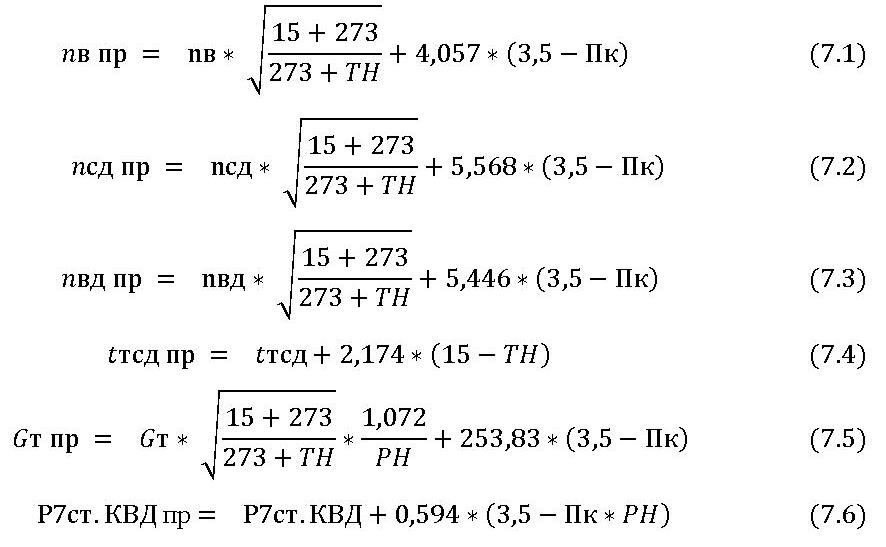 nв пр = nв * √((15 + 273)/(273 + TH)) + 4,057 * (3,5 − Пк) (7.1)
nсд пр = nсд * √((15 + 273)/(273 + TH)) + 5,568 * (3,5 − Пк) (7.2)
nвд пр = nвд * √((15 + 273)/(273 + TH)) + 5,446 * (3,5 − Пк) (7.3)
tтсд пр = tтсд + 2,174 * (15 − TH) (7.4)
Gт пр = Gт * √((15 + 273)/(273 + TH)) * 1,072/PH + 253,83 * (3,5 − Пк) (7.5)
Р7ст. КВД пр = Р7ст. КВД + 0,594 * (3,5 − Пк * PH) (7.6)